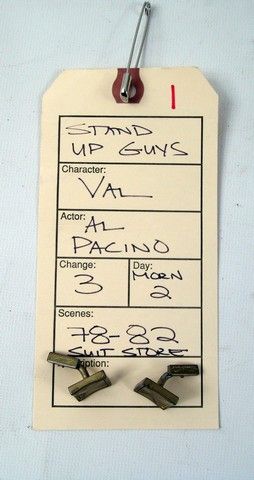 1
STAND
UP GUYS
Character:
VAL
Actor:
AL
PACINO
Change:
3
Day:
MORN
2
Scenes:
78-82
SUIT STORE
ription: